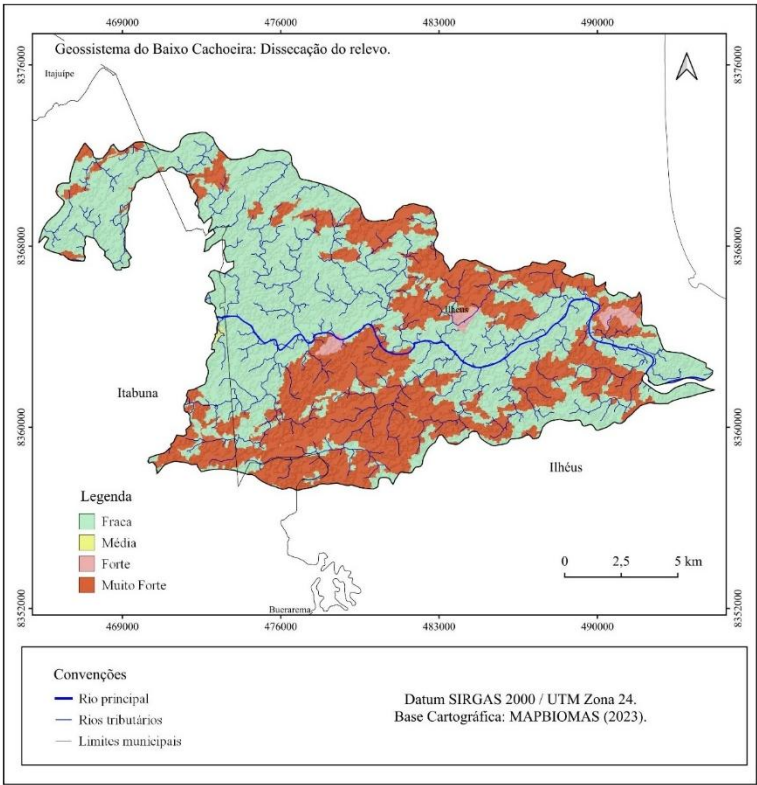 469000
476000
483000
490000
Geossistema do Baixo Cachoeira: Dissecação do relevo.
8376000
8376000
Itajuípe
8368000
8368000
Ilhéus
Itabuna
8360000
8360000
Ilhéus
Legenda
Fraca
Média
Forte
Muito Forte
0 2,5 5 km
Buerarema
8352000
8352000
469000
476000
483000
490000
Convenções
Rio principal
Rios tributários
Limites municipais
Datum SIRGAS 2000 / UTM Zona 24.
Base Cartográfica: MAPBIOMAS (2023).